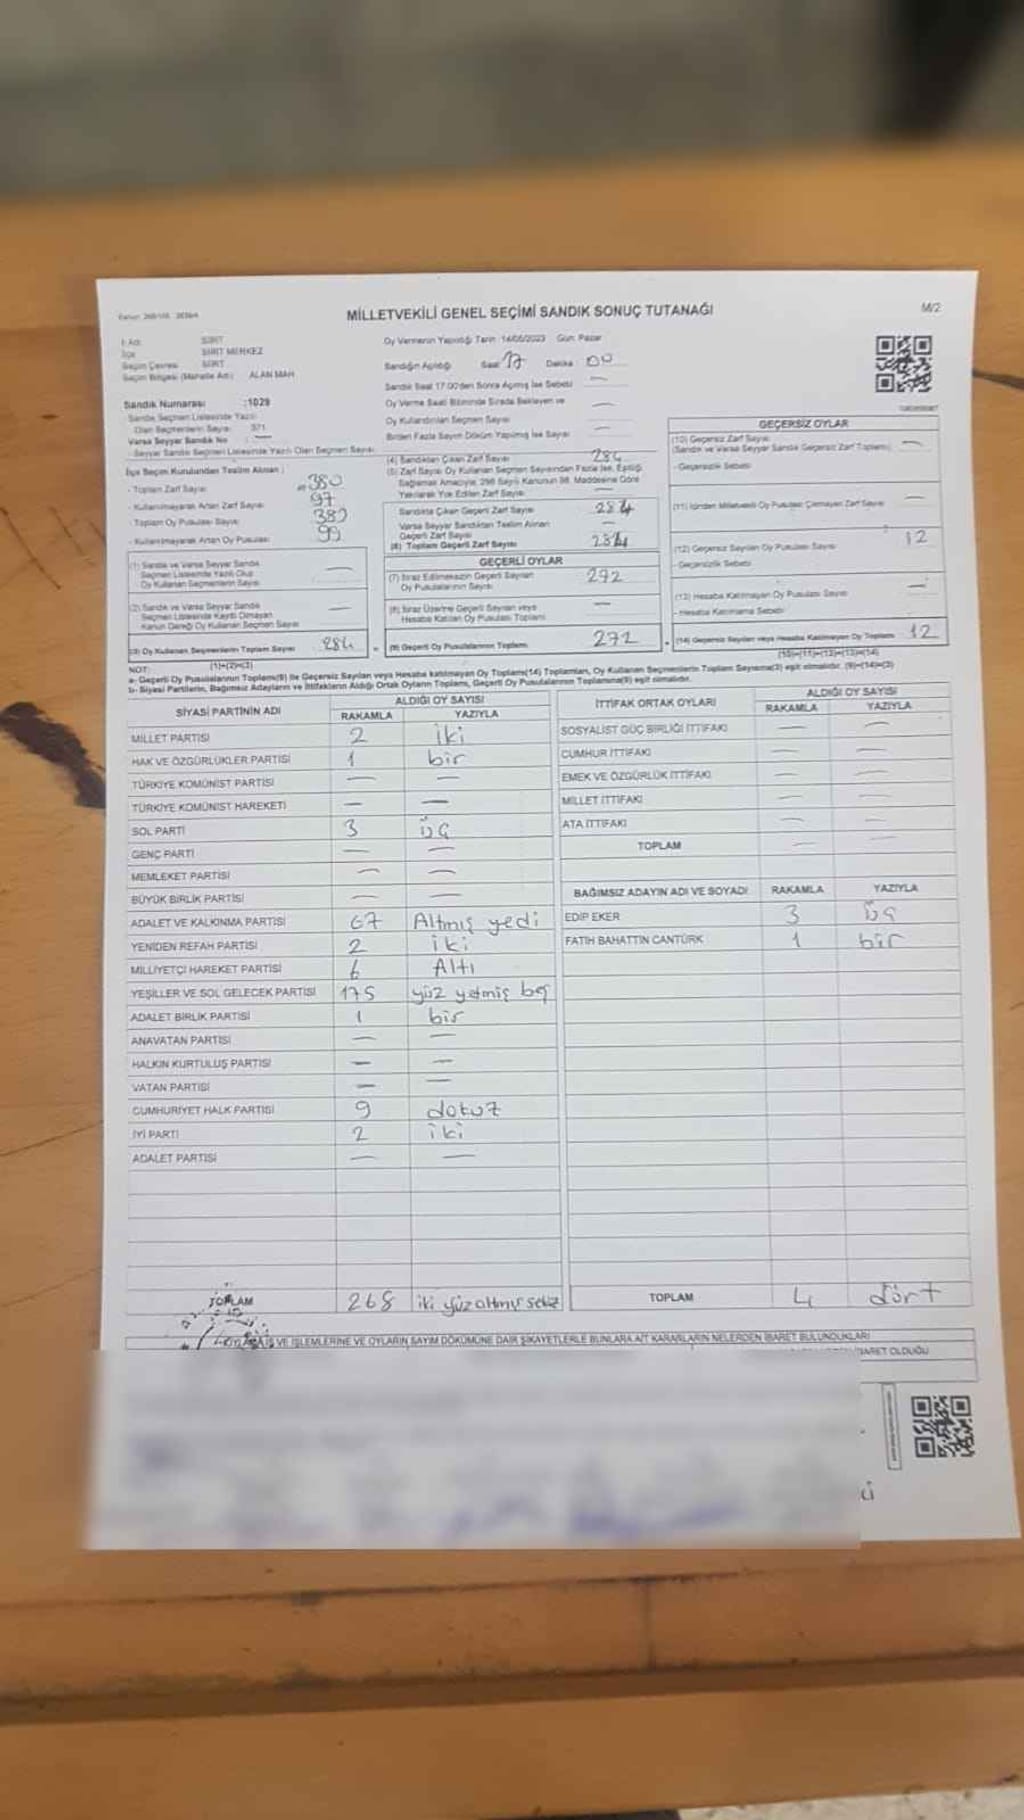 MİLLETVEKİLİ GENEL SEÇİMİ SANDIK SONUÇ TUTANAĞI
M/2
İl Adı SİİRT
İlçe SİİRT MERKEZ
Seçim Çevresi SİİRT
Seçim Bölgesi (Mahalle Adı) ALAN MAH
Sandık Numarası :1029
Sandık Seçmen Listesinde Yazılı
Olan Seçmenlerin Sayısı 371
Varsa Seyyar Sandık No
Seyyar Sandık Seçmen Listesinde Yazılı Olan Seçmen Sayısı
Oy Vermenin Yapıldığı Tarih :14/05/2023 Gün: Pazar
Sandığın Açıldığı Saat 17 Dakika 00
Sandık Saat 17.00'den Sonra Açılmış İse Sebebi —
Oy Verme Saati Bitiminde Sırada Bekleyen ve
Oy Kullandırılan Seçmen Sayısı —
Birden Fazla Sayım Döküm Yapılmış İse Sayısı —
İlçe Seçim Kurulundan Teslim Alınan :
- Toplam Zarf Sayısı 380
- Kullanılmayarak Artan Zarf Sayısı 97
- Toplam Oy Pusulası Sayısı
- Kullanılmayarak Artan Oy Pusulası 99
(1) Sandık ve Varsa Seyyar Sandık
Seçmen Listesinde Yazılı Olup
Oy Kullanan Seçmenlerin Sayısı —
(2) Sandık ve Varsa Seyyar Sandık
Seçmen Listesinde Kayıtlı Olmayan
Kanun Gereği Oy Kullanan Seçmen Sayısı —
(3) Oy Kullanan Seçmenlerin Toplam Sayısı 284
(1)+(2)=(3)
(4) Sandıktan Çıkan Zarf Sayısı 284
(5) Zarf Sayısı Oy Kullanan Seçmen Sayısından Fazla İse, Eşitliği
Sağlamak Amacıyla, 298 Sayılı Kanunun 98. Maddesine Göre
Yakılarak Yok Edilen Zarf Sayısı —
Sandıkta Çıkan Geçerli Zarf Sayısı 284
Varsa Seyyar Sandıktan Teslim Alınan
Geçerli Zarf Sayısı —
(6) Toplam Geçerli Zarf Sayısı 284
GEÇERLİ OYLAR
(7) İtiraz Edilmeksizin Geçerli Sayılan
Oy Pusulalarının Sayısı 272
(8) İtiraz Üzerine Geçerli Sayılan veya
Hesaba Katılan Oy Pusulası Toplamı —
(9) Geçerli Oy Pusulalarının Toplamı 272
GEÇERSİZ OYLAR
(10) Geçersiz Zarf Sayısı —
(Sandık ve Varsa Seyyar Sandık Geçersiz Zarf Toplamı)
- Geçersizlik Sebebi
(11) İçinden Milletvekili Oy Pusulası Çıkmayan Zarf Sayısı —
(12) Geçersiz Sayılan Oy Pusulası Sayısı 12
- Geçersizlik Sebebi
(13) Hesaba Katılmayan Oy Pusulası Sayısı —
- Hesaba Katılmama Sebebi
(14) Geçersiz Sayılan veya Hesaba Katılmayan Oy Pusulası Toplamı 12
(10)+(11)+(12)+(13)=(14)
NOT:
a- Geçerli Oy Pusulalarının Toplamı(9) ile Geçersiz Sayılan veya Hesaba katılmayan Oy Toplamı(14) Toplamları, Oy Kullanan Seçmenlerin Toplam Sayısına(3) eşit olmalıdır. (9)+(14)=(3)
b- Siyasi Partilerin, Bağımsız Adayların ve İttifakların Aldığı Ortak Oyların Toplamı, Geçerli Oy Pusulalarının Toplamına(9) eşit olmalıdır.
SİYASİ PARTİNİN ADI ALDIĞI OY SAYISI
RAKAMLA YAZIYLA
MİLLET PARTİSİ 2 iki
HAK VE ÖZGÜRLÜKLER PARTİSİ 1 bir
TÜRKİYE KOMÜNİST PARTİSİ — —
TÜRKİYE KOMÜNİST HAREKETİ — —
SOL PARTİ 3 üç
GENÇ PARTİ — —
MEMLEKET PARTİSİ — —
BÜYÜK BİRLİK PARTİSİ — —
ADALET VE KALKINMA PARTİSİ 67 Altmış yedi
YENİDEN REFAH PARTİSİ 2 iki
MİLLİYETÇİ HAREKET PARTİSİ 6 Altı
YEŞİLLER VE SOL GELECEK PARTİSİ 175 yüz yetmiş beş
ADALET BİRLİK PARTİSİ 1 bir
ANAVATAN PARTİSİ — —
HALKIN KURTULUŞ PARTİSİ — —
VATAN PARTİSİ — —
CUMHURİYET HALK PARTİSİ 9 dokuz
İYİ PARTİ 2 iki
ADALET PARTİSİ — —
TOPLAM 268 iki yüz altmış sekiz
İTTİFAK ORTAK OYLARI ALDIĞI OY SAYISI
RAKAMLA YAZIYLA
SOSYALİST GÜÇ BİRLİĞİ İTTİFAKI — —
CUMHUR İTTİFAKI — —
EMEK VE ÖZGÜRLÜK İTTİFAKI — —
MİLLET İTTİFAKI — —
ATA İTTİFAKI — —
TOPLAM — —
BAĞIMSIZ ADAYIN ADI VE SOYADI RAKAMLA YAZIYLA
EDİP EKER 3 üç
FATİH BAHATTİN CANTÜRK 1 bir
TOPLAM 4 dört
İŞ VE İŞLEMLERİNE VE OYLARIN SAYIM DÖKÜMÜNE DAİR ŞİKAYETLERLE BUNLARA AİT KARARLARIN NELERDEN İBARET BULUNDUKLARI
İBARET OLDUĞU